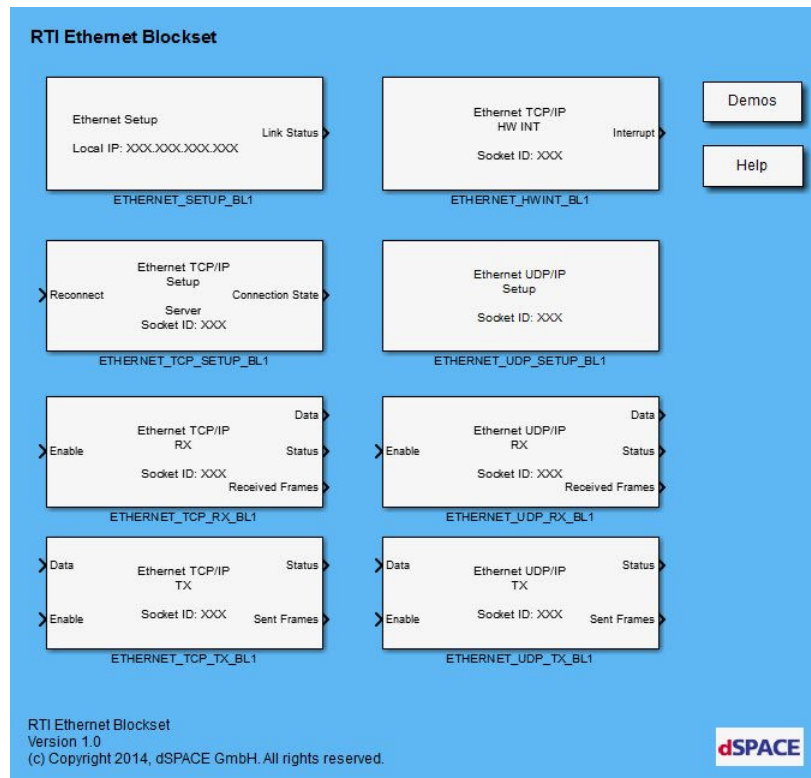 RTI Ethernet Blockset
Ethernet Setup
Local IP: XXX.XXX.XXX.XXX
Link Status
ETHERNET_SETUP_BL1
Ethernet TCP/IP
HW INT
Socket ID: XXX
Interrupt
ETHERNET_HWINT_BL1
Demos
Help
Reconnect
Ethernet TCP/IP
Setup
Server
Socket ID: XXX
Connection State
ETHERNET_TCP_SETUP_BL1
Ethernet UDP/IP
Setup
Socket ID: XXX
ETHERNET_UDP_SETUP_BL1
Enable
Ethernet TCP/IP
RX
Socket ID: XXX
Data
Status
Received Frames
ETHERNET_TCP_RX_BL1
Enable
Ethernet UDP/IP
RX
Socket ID: XXX
Data
Status
Received Frames
ETHERNET_UDP_RX_BL1
Data
Enable
Ethernet TCP/IP
TX
Socket ID: XXX
Status
Sent Frames
ETHERNET_TCP_TX_BL1
Data
Enable
Ethernet UDP/IP
TX
Socket ID: XXX
Status
Sent Frames
ETHERNET_UDP_TX_BL1
RTI Ethernet Blockset
Version 1.0
(c) Copyright 2014, dSPACE GmbH. All rights reserved.
dSPACE